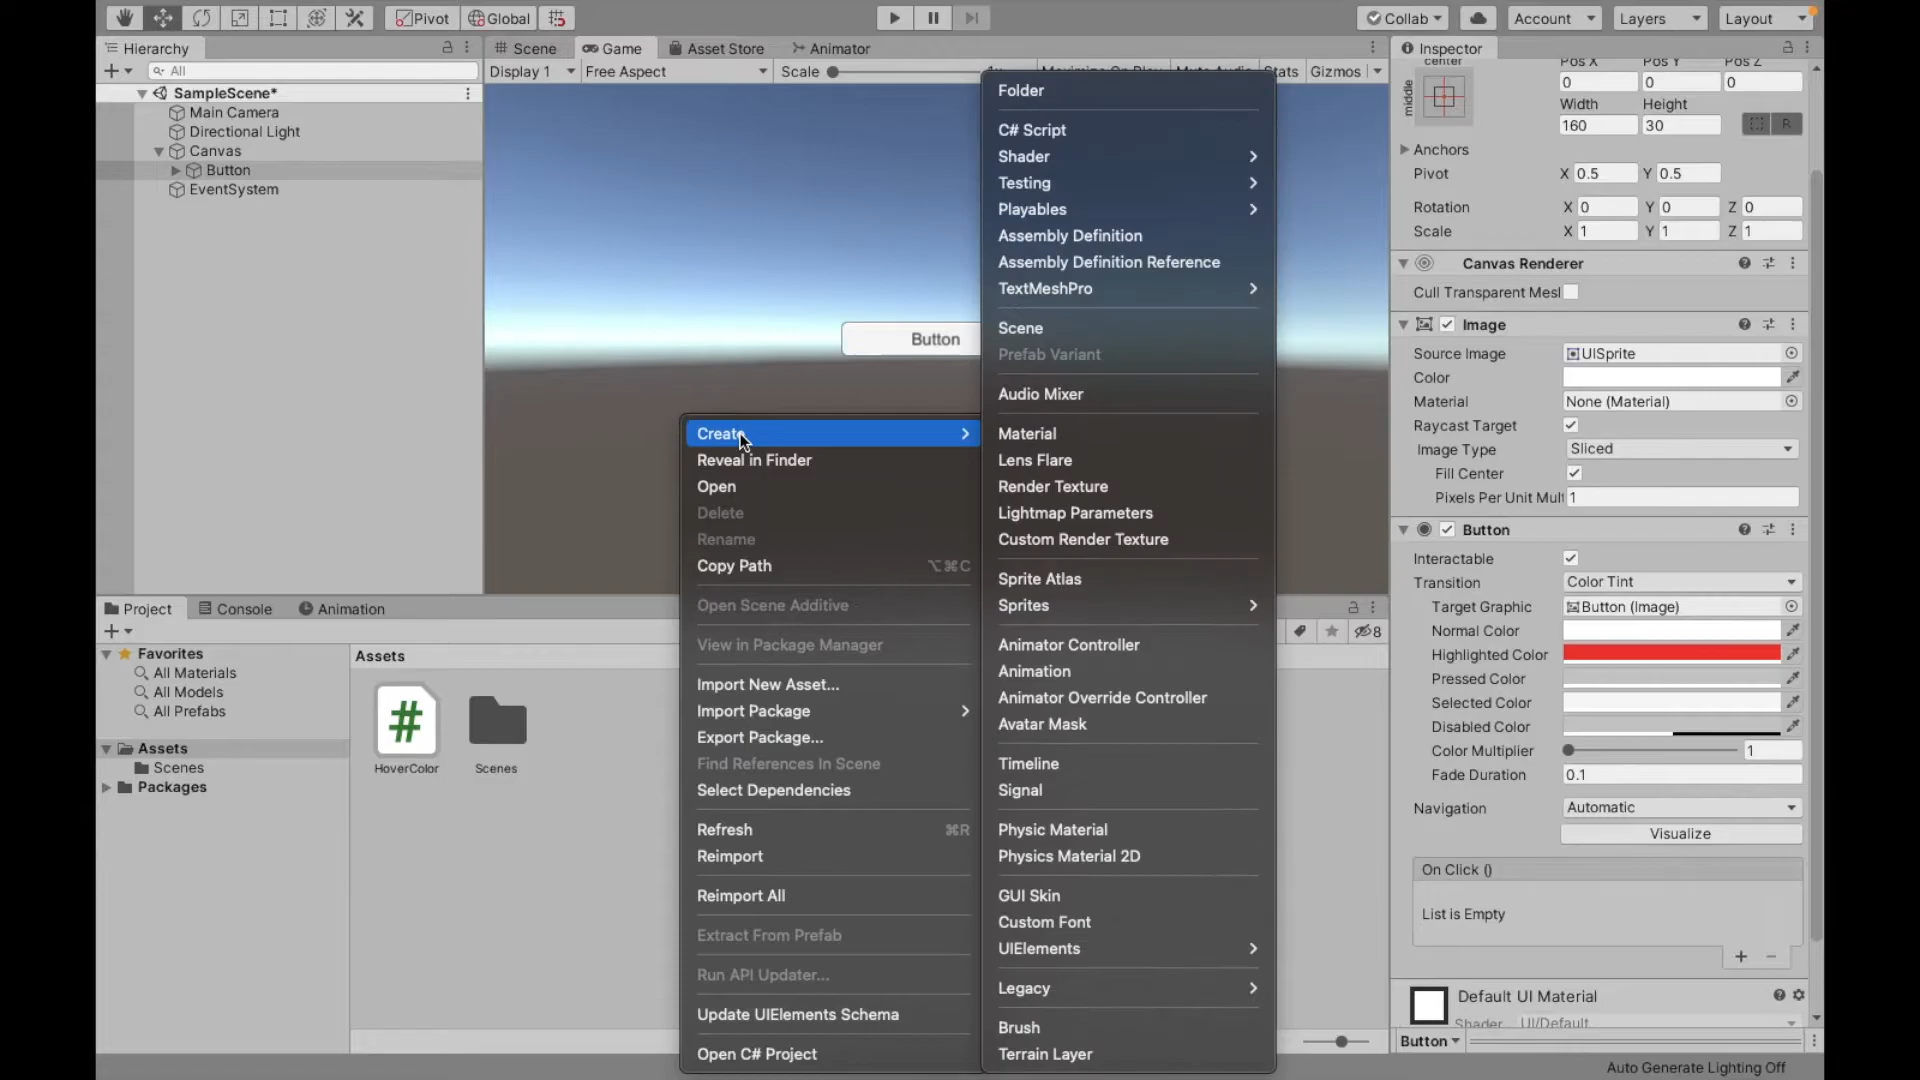 Pivot
Global
Collab
Account
Layers
Layout
Hierarchy
All
SampleScene*
Main Camera
Directional Light
Canvas
Button
EventSystem
Scene
Game
Asset Store
Animator
Display 1
Free Aspect
Scale
Stats
Gizmos
Button
Create
Reveal in Finder
Open
Delete
Rename
Copy Path ⌥⌘C
Open Scene Additive
View in Package Manager
Import New Asset...
Import Package
Export Package...
Find References In Scene
Select Dependencies
Refresh ⌘R
Reimport
Reimport All
Extract From Prefab
Run API Updater...
Update UIElements Schema
Open C# Project
Folder
C# Script
Shader
Testing
Playables
Assembly Definition
Assembly Definition Reference
TextMeshPro
Scene
Prefab Variant
Audio Mixer
Material
Lens Flare
Render Texture
Lightmap Parameters
Custom Render Texture
Sprite Atlas
Sprites
Animator Controller
Animation
Animator Override Controller
Avatar Mask
Timeline
Signal
Physic Material
Physics Material 2D
GUI Skin
Custom Font
UIElements
Legacy
Brush
Terrain Layer
Project
Console
Animation
8
Favorites
All Materials
All Models
All Prefabs
Assets
Scenes
Packages
Assets
HoverColor
Scenes
Inspector
center
middle
Pos X Pos Y Pos Z
0 0 0
Width Height
160 30
R
Anchors
Pivot X 0.5 Y 0.5
Rotation X 0 Y 0 Z 0
Scale X 1 Y 1 Z 1
Canvas Renderer
Cull Transparent Mesl
Image
Source Image UISprite
Color
Material None (Material)
Raycast Target
Image Type Sliced
Fill Center
Pixels Per Unit Mult 1
Button
Interactable
Transition Color Tint
Target Graphic Button (Image)
Normal Color
Highlighted Color
Pressed Color
Selected Color
Disabled Color
Color Multiplier 1
Fade Duration 0.1
Navigation Automatic
Visualize
On Click ()
List is Empty
Default UI Material
Shader UI/Default
Button
Auto Generate Lighting Off